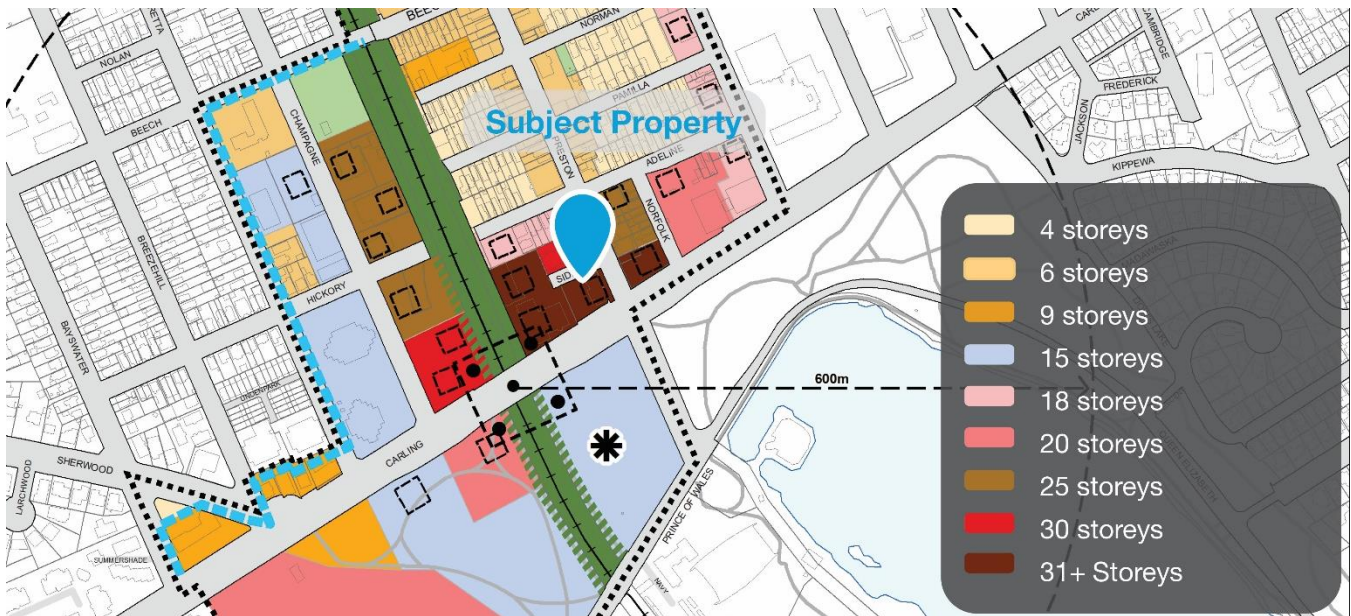 NOLAN
BEECH
NORMAN
CAMBRIDGE
FREDERICK
JACKSON
KIPPEWA
PAMILLA
Subject Property
BEECH
CHAMPAGNE
ADELINE
NORFOLK
BREEZEHILL
SID
HICKORY
BAYSWATER
600m
CARLING
SHERWOOD
LARCHWOOD
SUMMERSHADE
PRINCE OF WALES
NAVY
QUEEN ELIZABETH
4 storeys
6 storeys
9 storeys
15 storeys
18 storeys
20 storeys
25 storeys
30 storeys
31+ Storeys